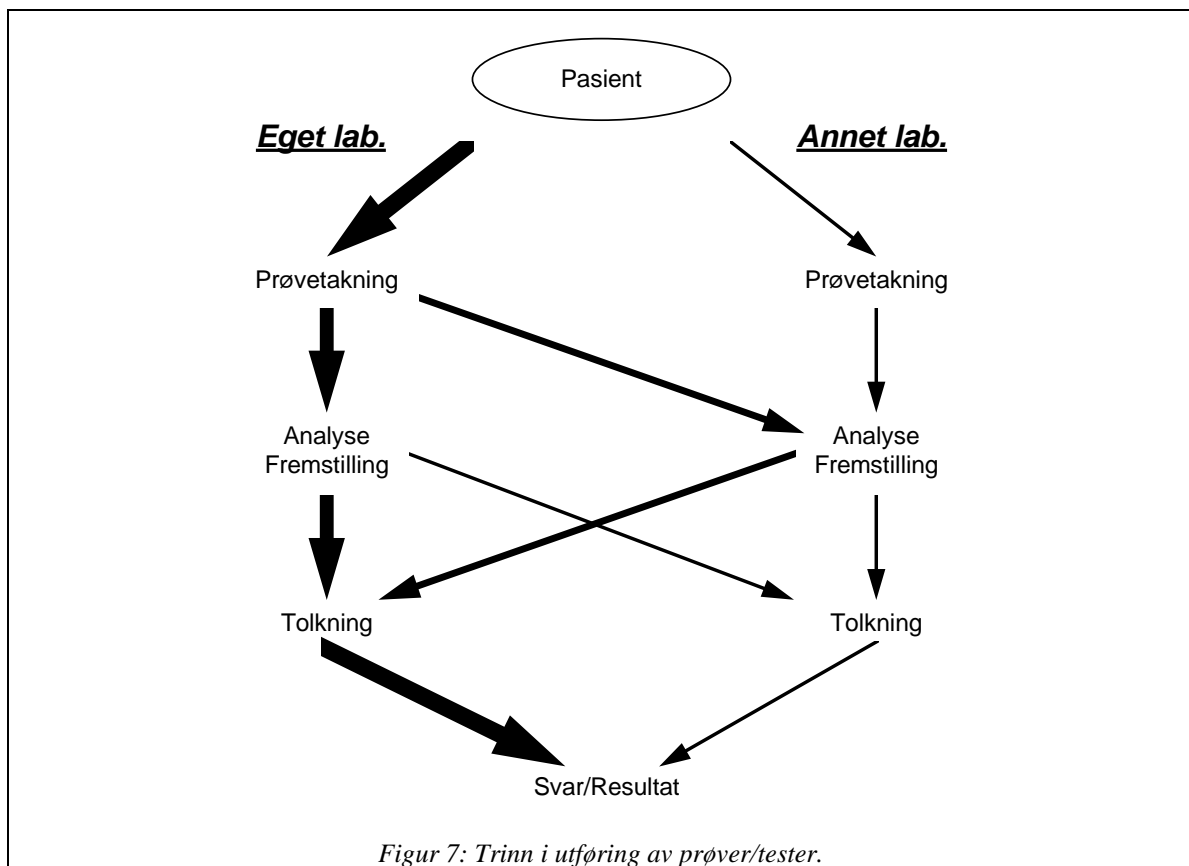 Pasient
Eget lab.
Annet lab.
Prøvetakning
Prøvetakning
Analyse
Fremstilling
Analyse
Fremstilling
Tolkning
Tolkning
Svar/Resultat
Figur 7: Trinn i utføring av prøver/tester.